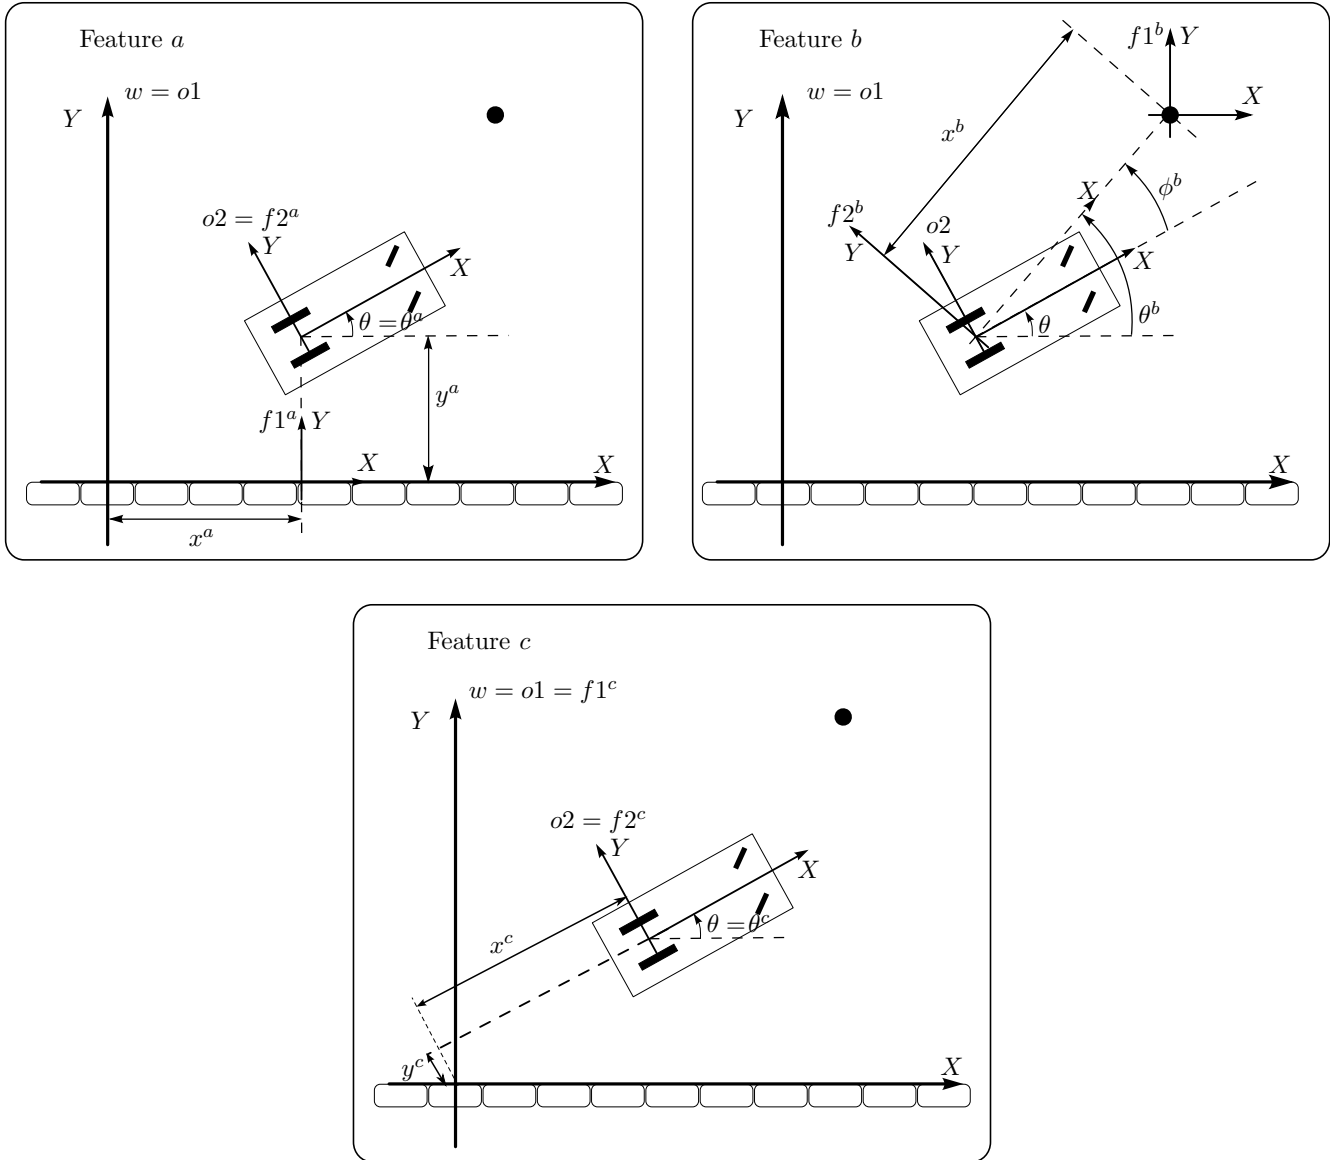 Feature a
w = o1
Y
o2 = f2^a
Y
X
θ = θ^a
y^a
f1^a Y
X
X
x^a
Feature b
f1^b Y
w = o1
X
Y
x^b
ϕ^b
X
f2^b
o2
Y
Y
X
θ^b
θ
X
Feature c
w = o1 = f1^c
Y
o2 = f2^c
Y
X
θ = θ^c
x^c
y^c
X